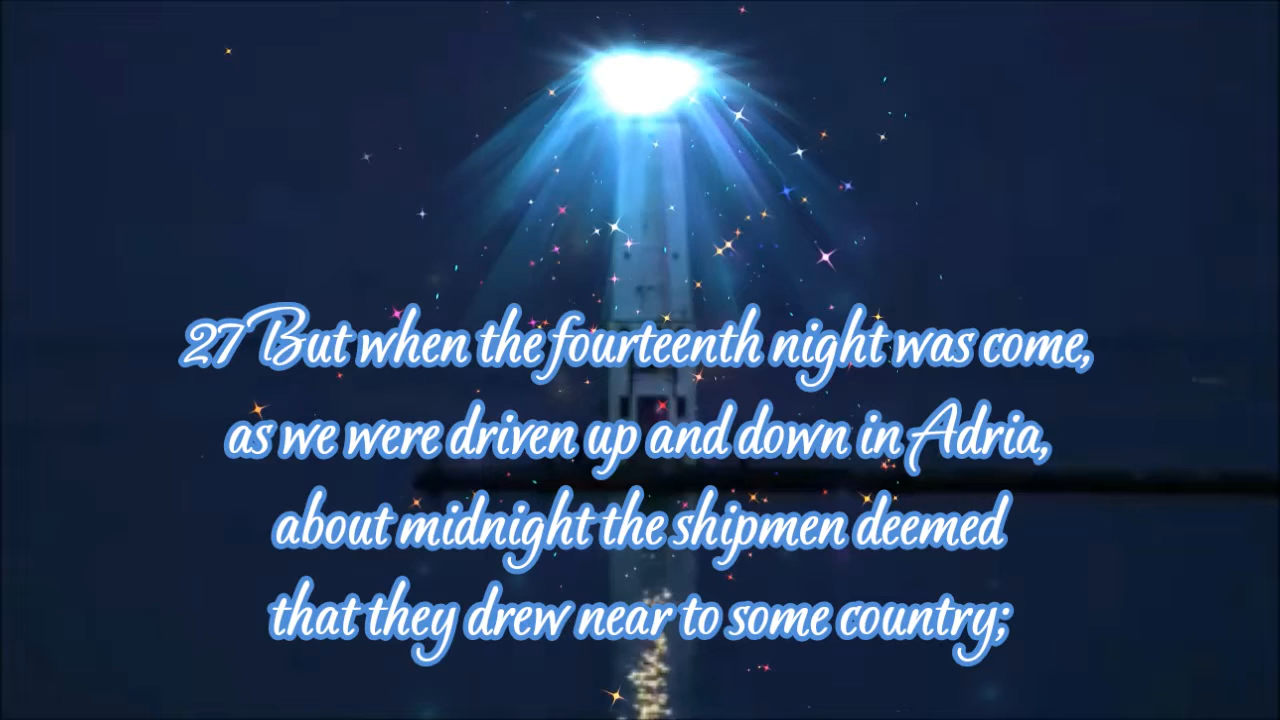 27 But when the fourteenth night was come,
as we were driven up and down in Adria,
about midnight the shipmen deemed
that they drew near to some country;